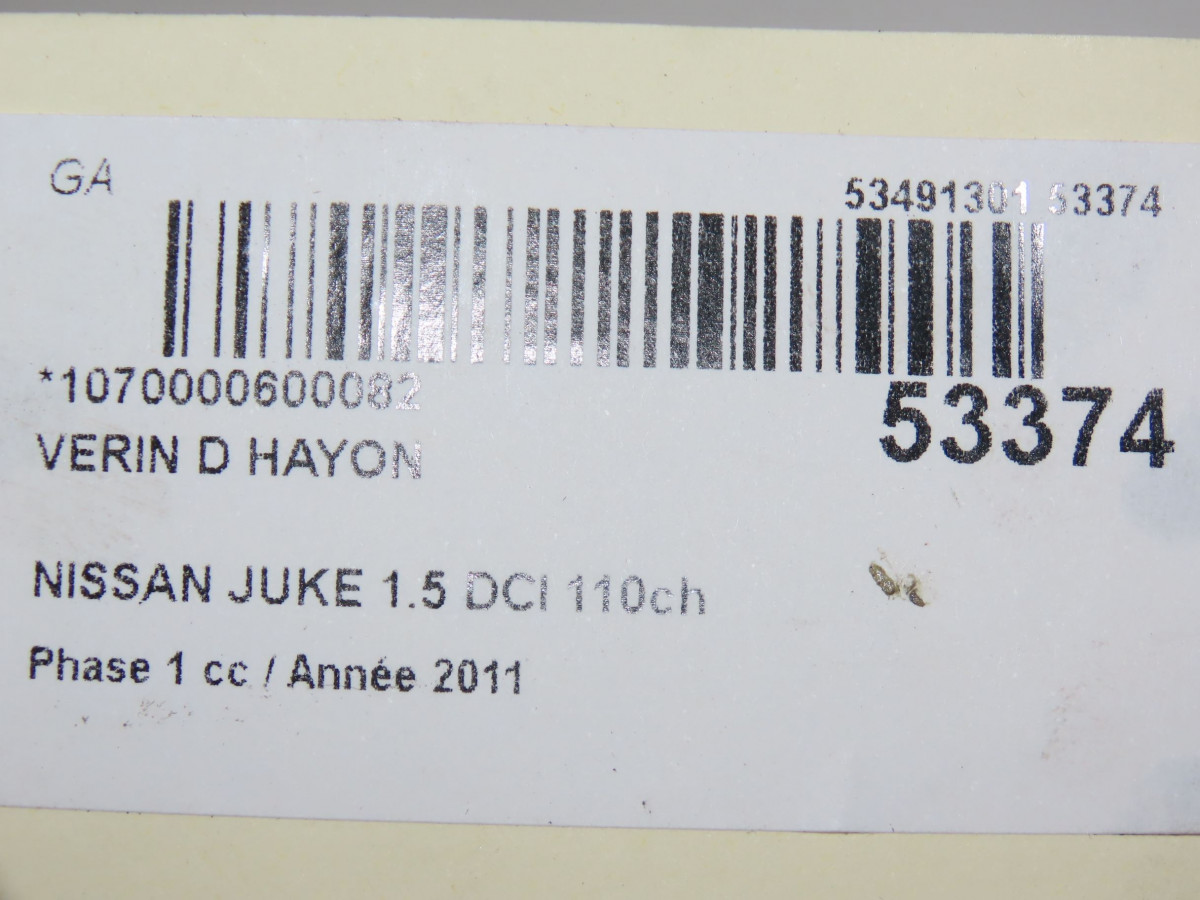 GA
53491301 53374
*1070000600082
53374
VERIN D HAYON
NISSAN JUKE 1.5 DCI 110ch
Phase 1 cc / Année 2011